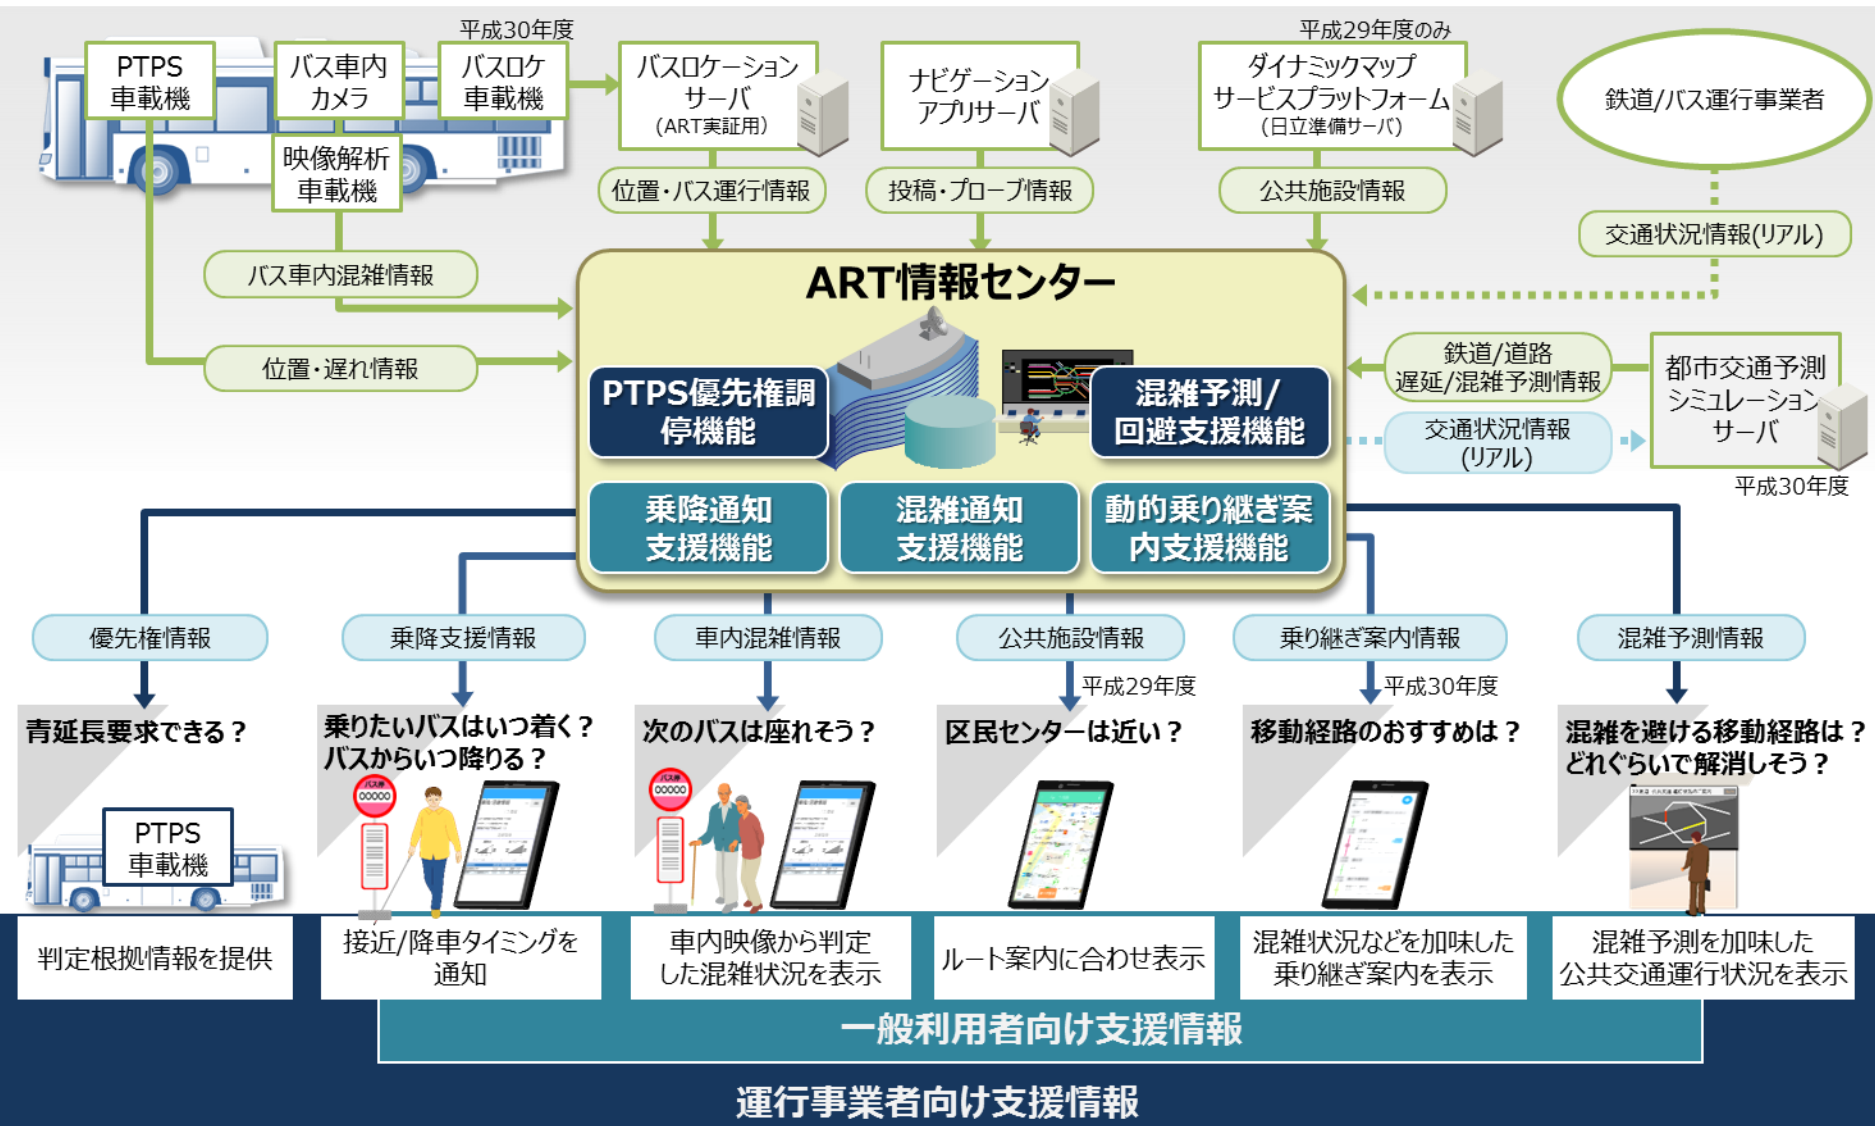 平成30年度
平成29年度のみ
PTPS
車載機
バス車内
カメラ
バスロケ
車載機
映像解析
車載機
バスロケーション
サーバ
(ART実証用)
ナビゲーション
アプリサーバ
ダイナミックマップ
サービスプラットフォーム
(日立準備サーバ)
鉄道/バス運行事業者
位置・バス運行情報
投稿・プローブ情報
公共施設情報
交通状況情報(リアル)
バス車内混雑情報
位置・遅れ情報
ART情報センター
PTPS優先権調
停機能
混雑予測/
回避支援機能
乗降通知
支援機能
混雑通知
支援機能
動的乗り継ぎ案
内支援機能
鉄道/道路
遅延/混雑予測情報
交通状況情報
(リアル)
都市交通予測
シミュレーション
サーバ
平成30年度
優先権情報
乗降支援情報
車内混雑情報
公共施設情報
乗り継ぎ案内情報
混雑予測情報
平成29年度
平成30年度
青延長要求できる？
乗りたいバスはいつ着く？
バスからいつ降りる？
次のバスは座れそう？
区民センターは近い？
移動経路のおすすめは？
混雑を避ける移動経路は？
どれぐらいで解消しそう？
PTPS
車載機
バス停
00000
バス停
00000
判定根拠情報を提供
接近/降車タイミングを
通知
車内映像から判定
した混雑状況を表示
ルート案内に合わせ表示
混雑状況などを加味した
乗り継ぎ案内を表示
混雑予測を加味した
公共交通運行状況を表示
一般利用者向け支援情報
運行事業者向け支援情報